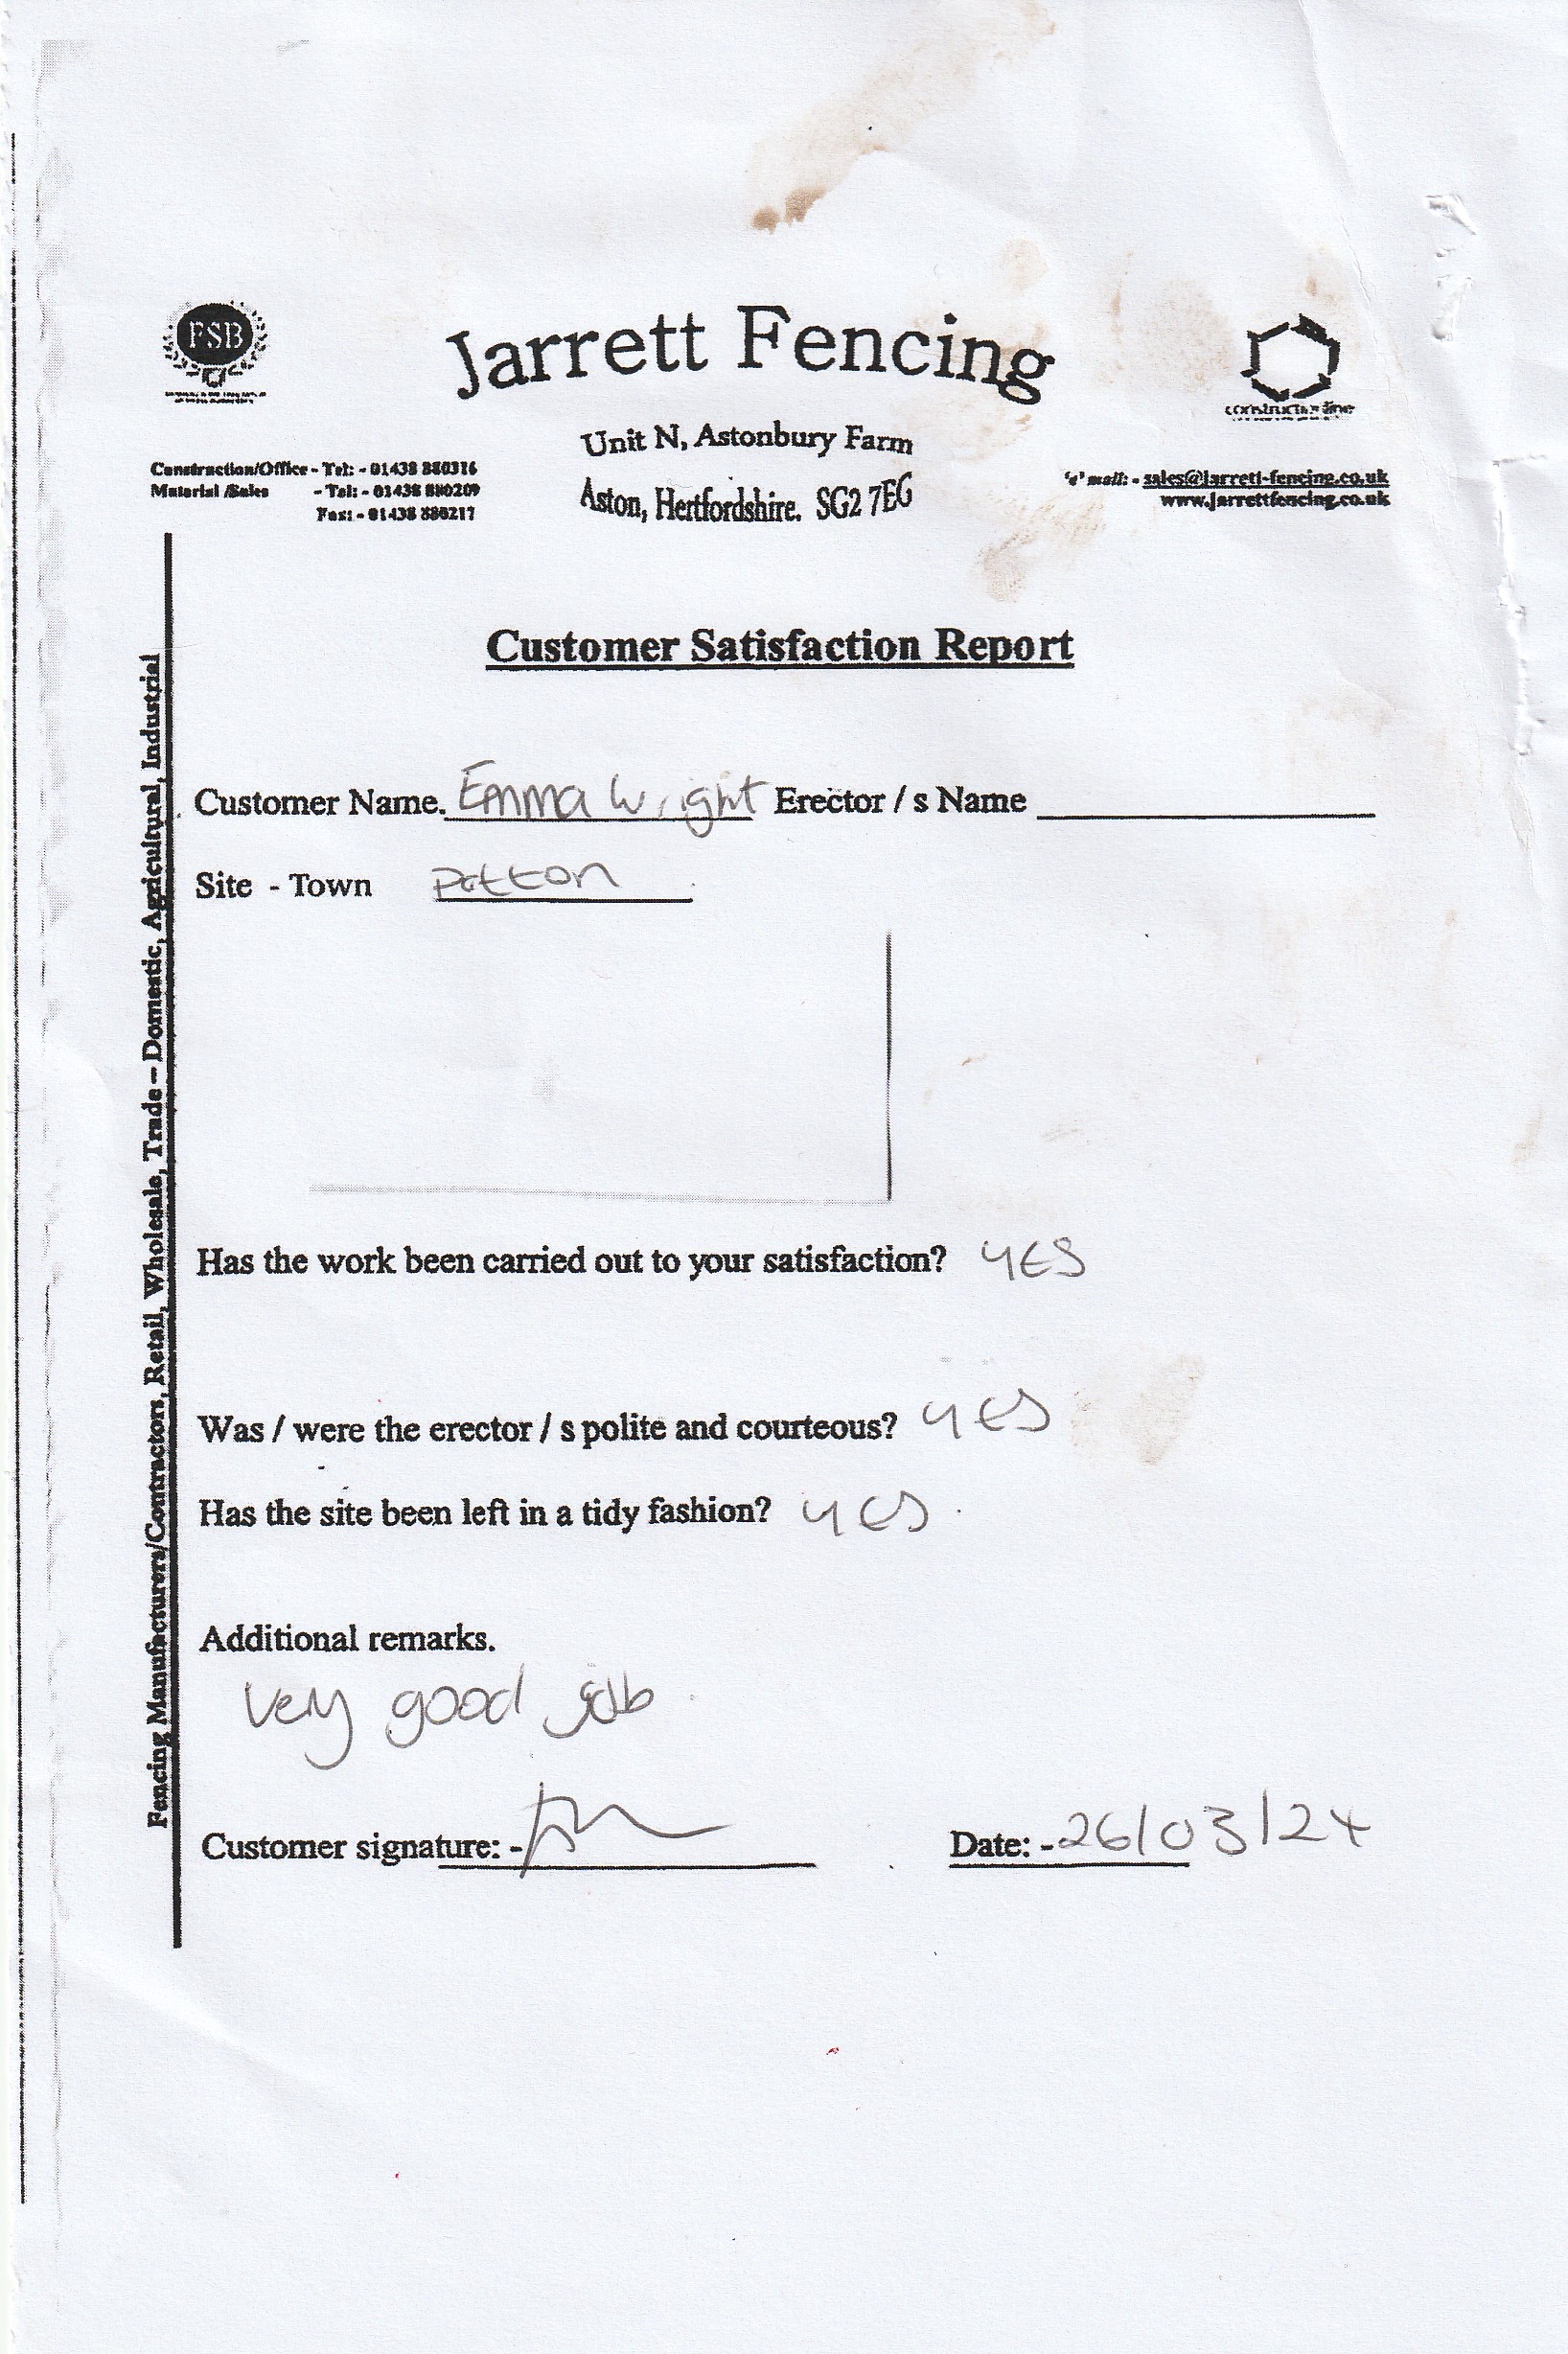 FSB
Jarrett Fencing
constructionline
Unit N, Astonbury Farm
Aston, Hertfordshire. SG2 7EG
Construction/Office - Tel: - 01438 880316
Material /Sales - Tel: - 01438 880209
Fax: - 01438 880217
'e' mail: - sales@jarrett-fencing.co.uk
www.jarrettfencing.co.uk
Customer Satisfaction Report
Fencing Manufacturers/Contractors, Retail, Wholesale, Trade – Domestic, Agricultural, Industrial
Customer Name. Emma Wright Erector / s Name
Site - Town Potton
Has the work been carried out to your satisfaction? YES
Was / were the erector / s polite and courteous? YES
Has the site been left in a tidy fashion? YES
Additional remarks.
Very good job
Customer signature: -
Date: - 26/03/24